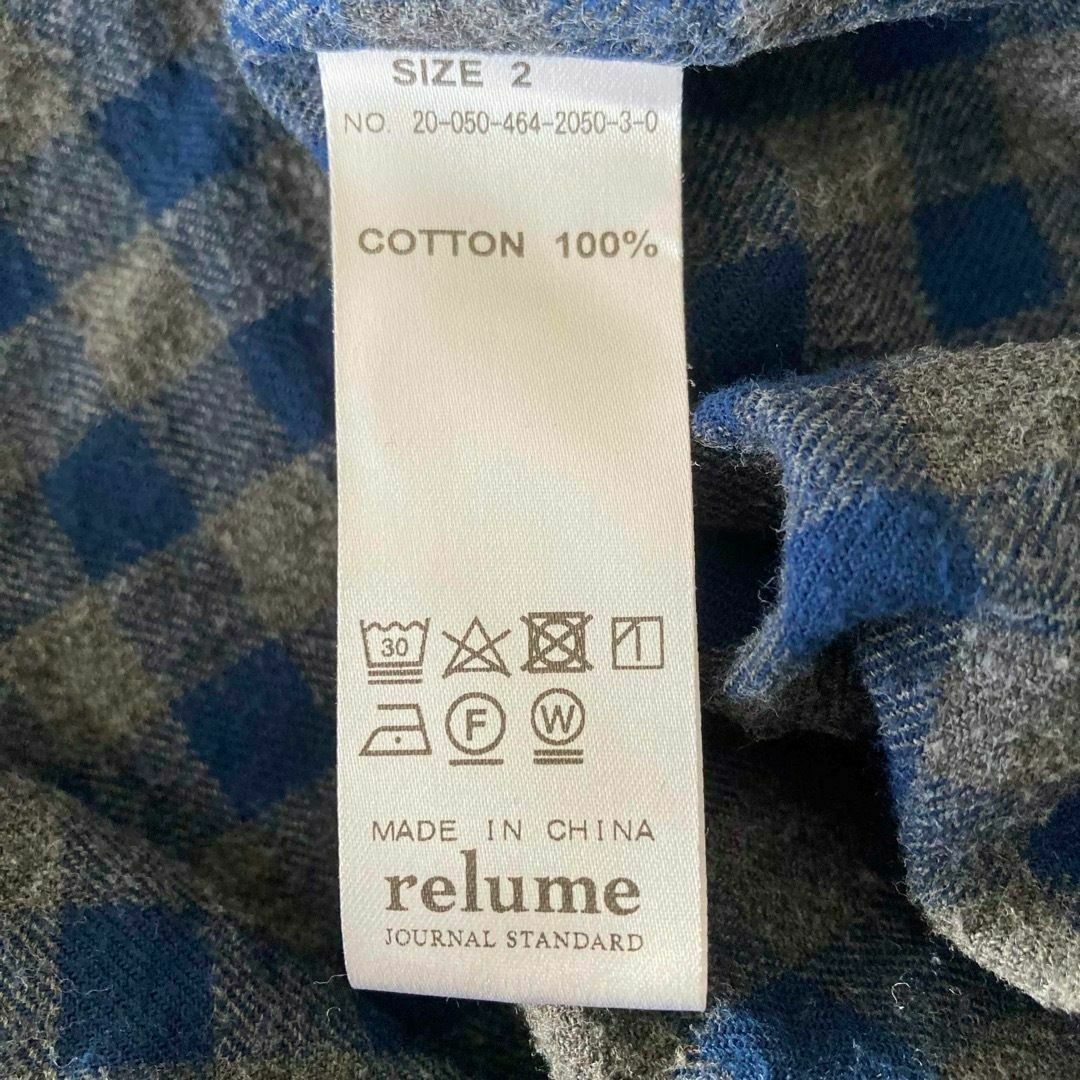 SIZE 2
NO. 20-050-464-2050-3-0
COTTON 100%
30
F W
MADE IN CHINA
relume
JOURNAL STANDARD